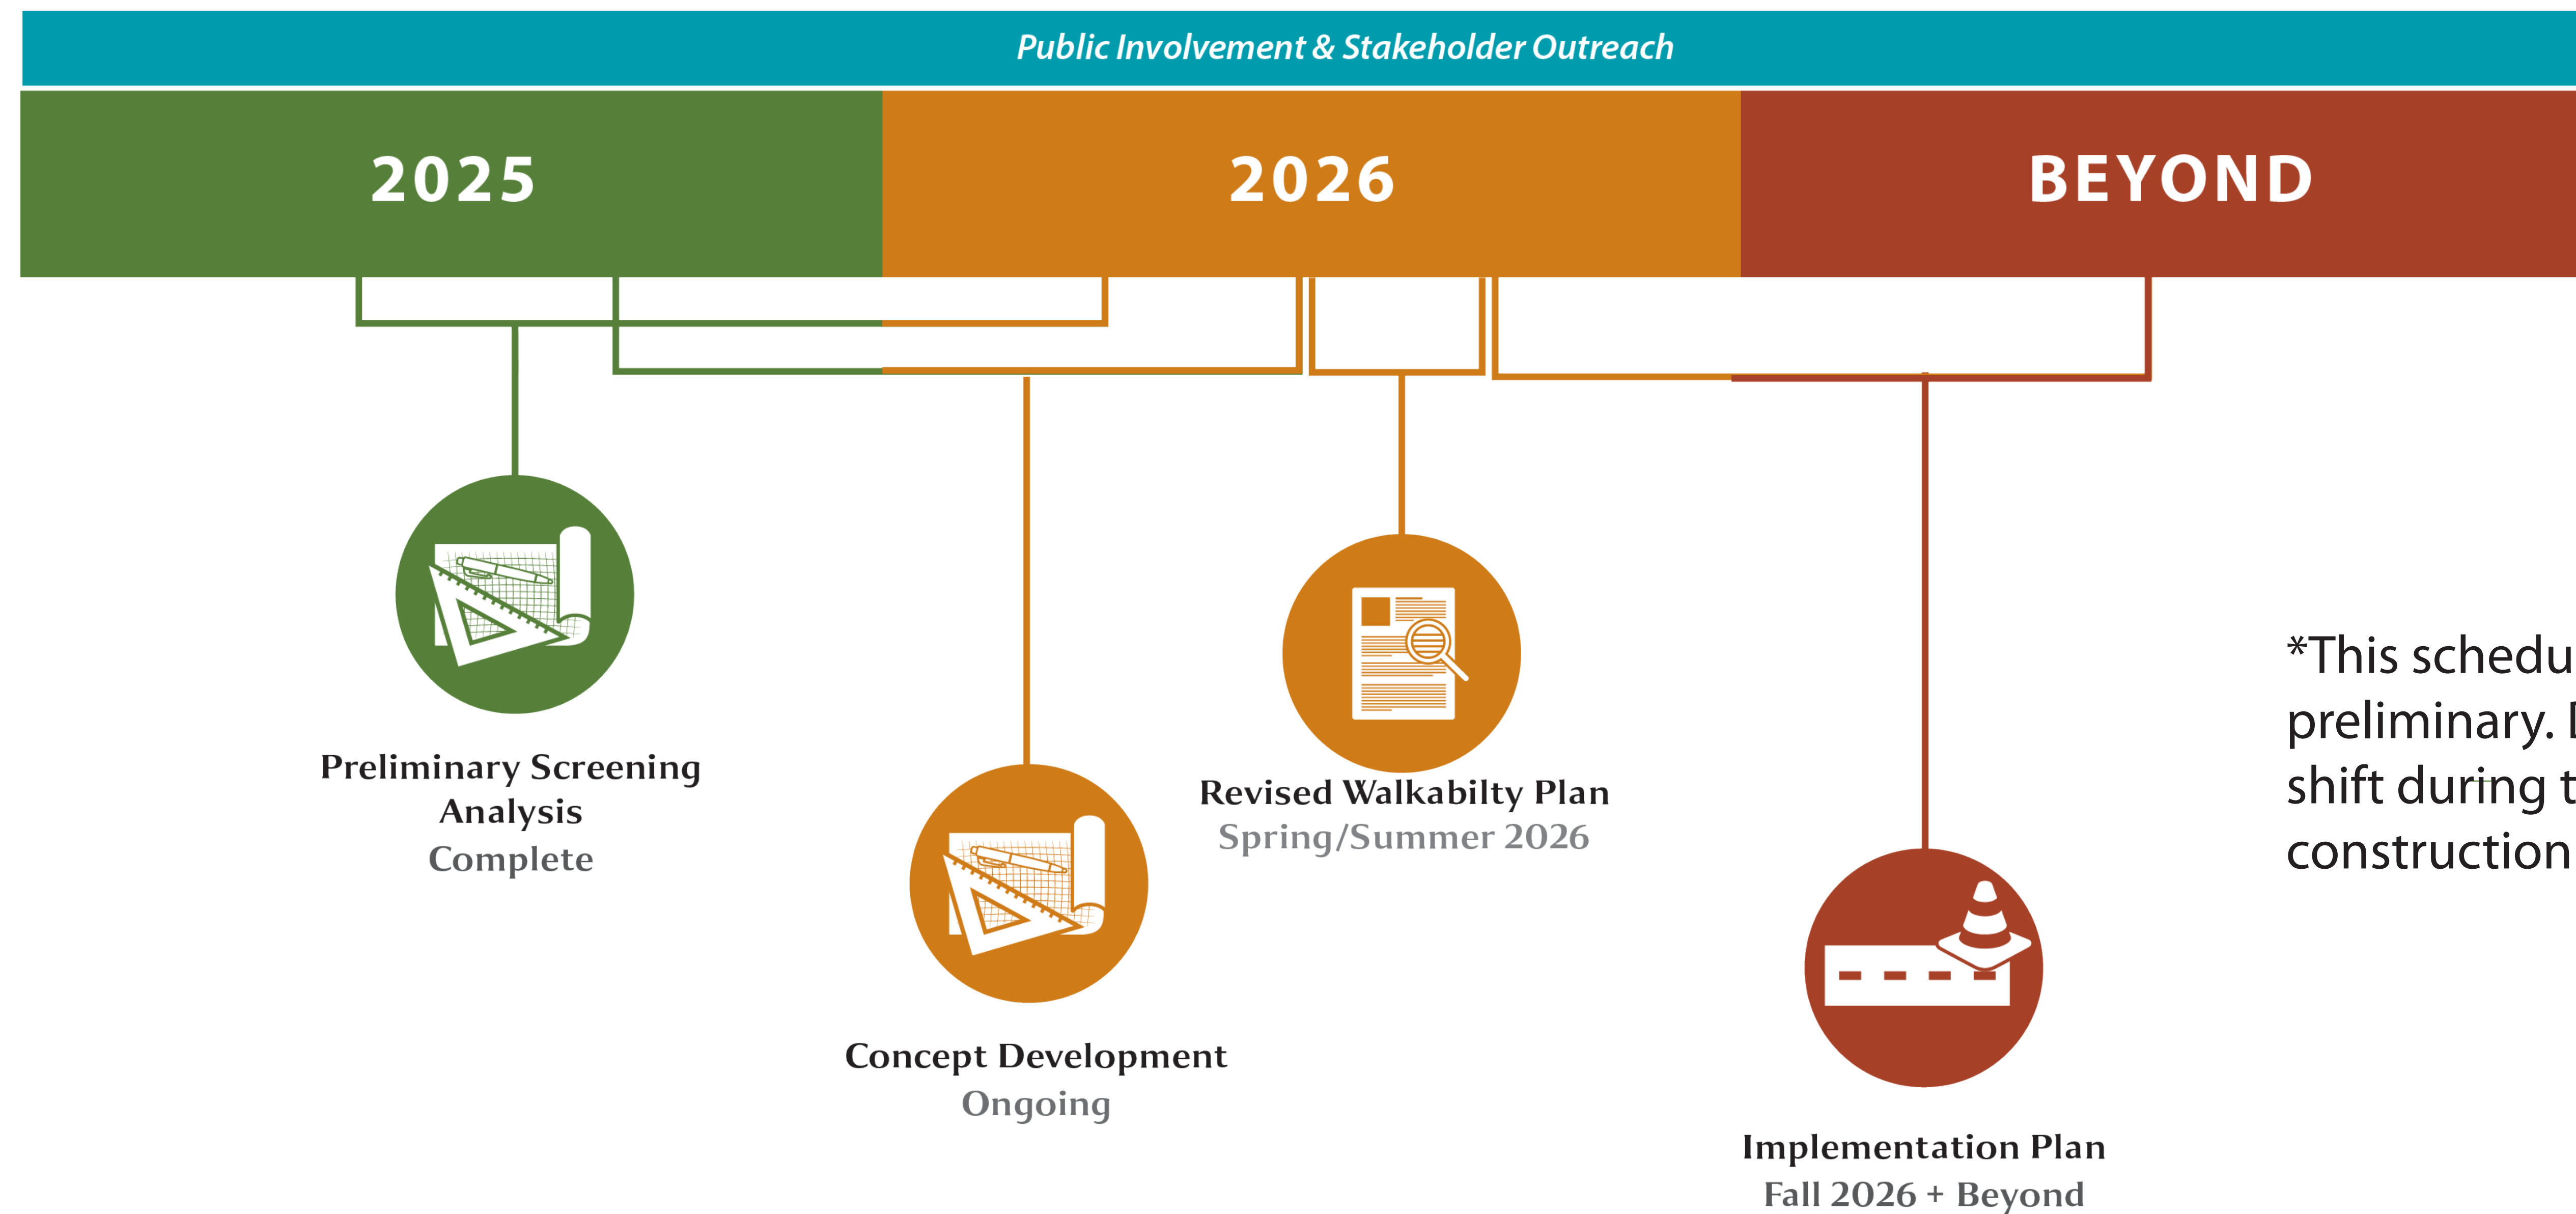 Public Involvement & Stakeholder Outreach
2025
2026
BEYOND
Preliminary Screening
Analysis
Complete
Concept Development
Ongoing
Revised Walkabilty Plan
Spring/Summer 2026
Implementation Plan
Fall 2026 + Beyond
*This
preliminary.
shift during
construction